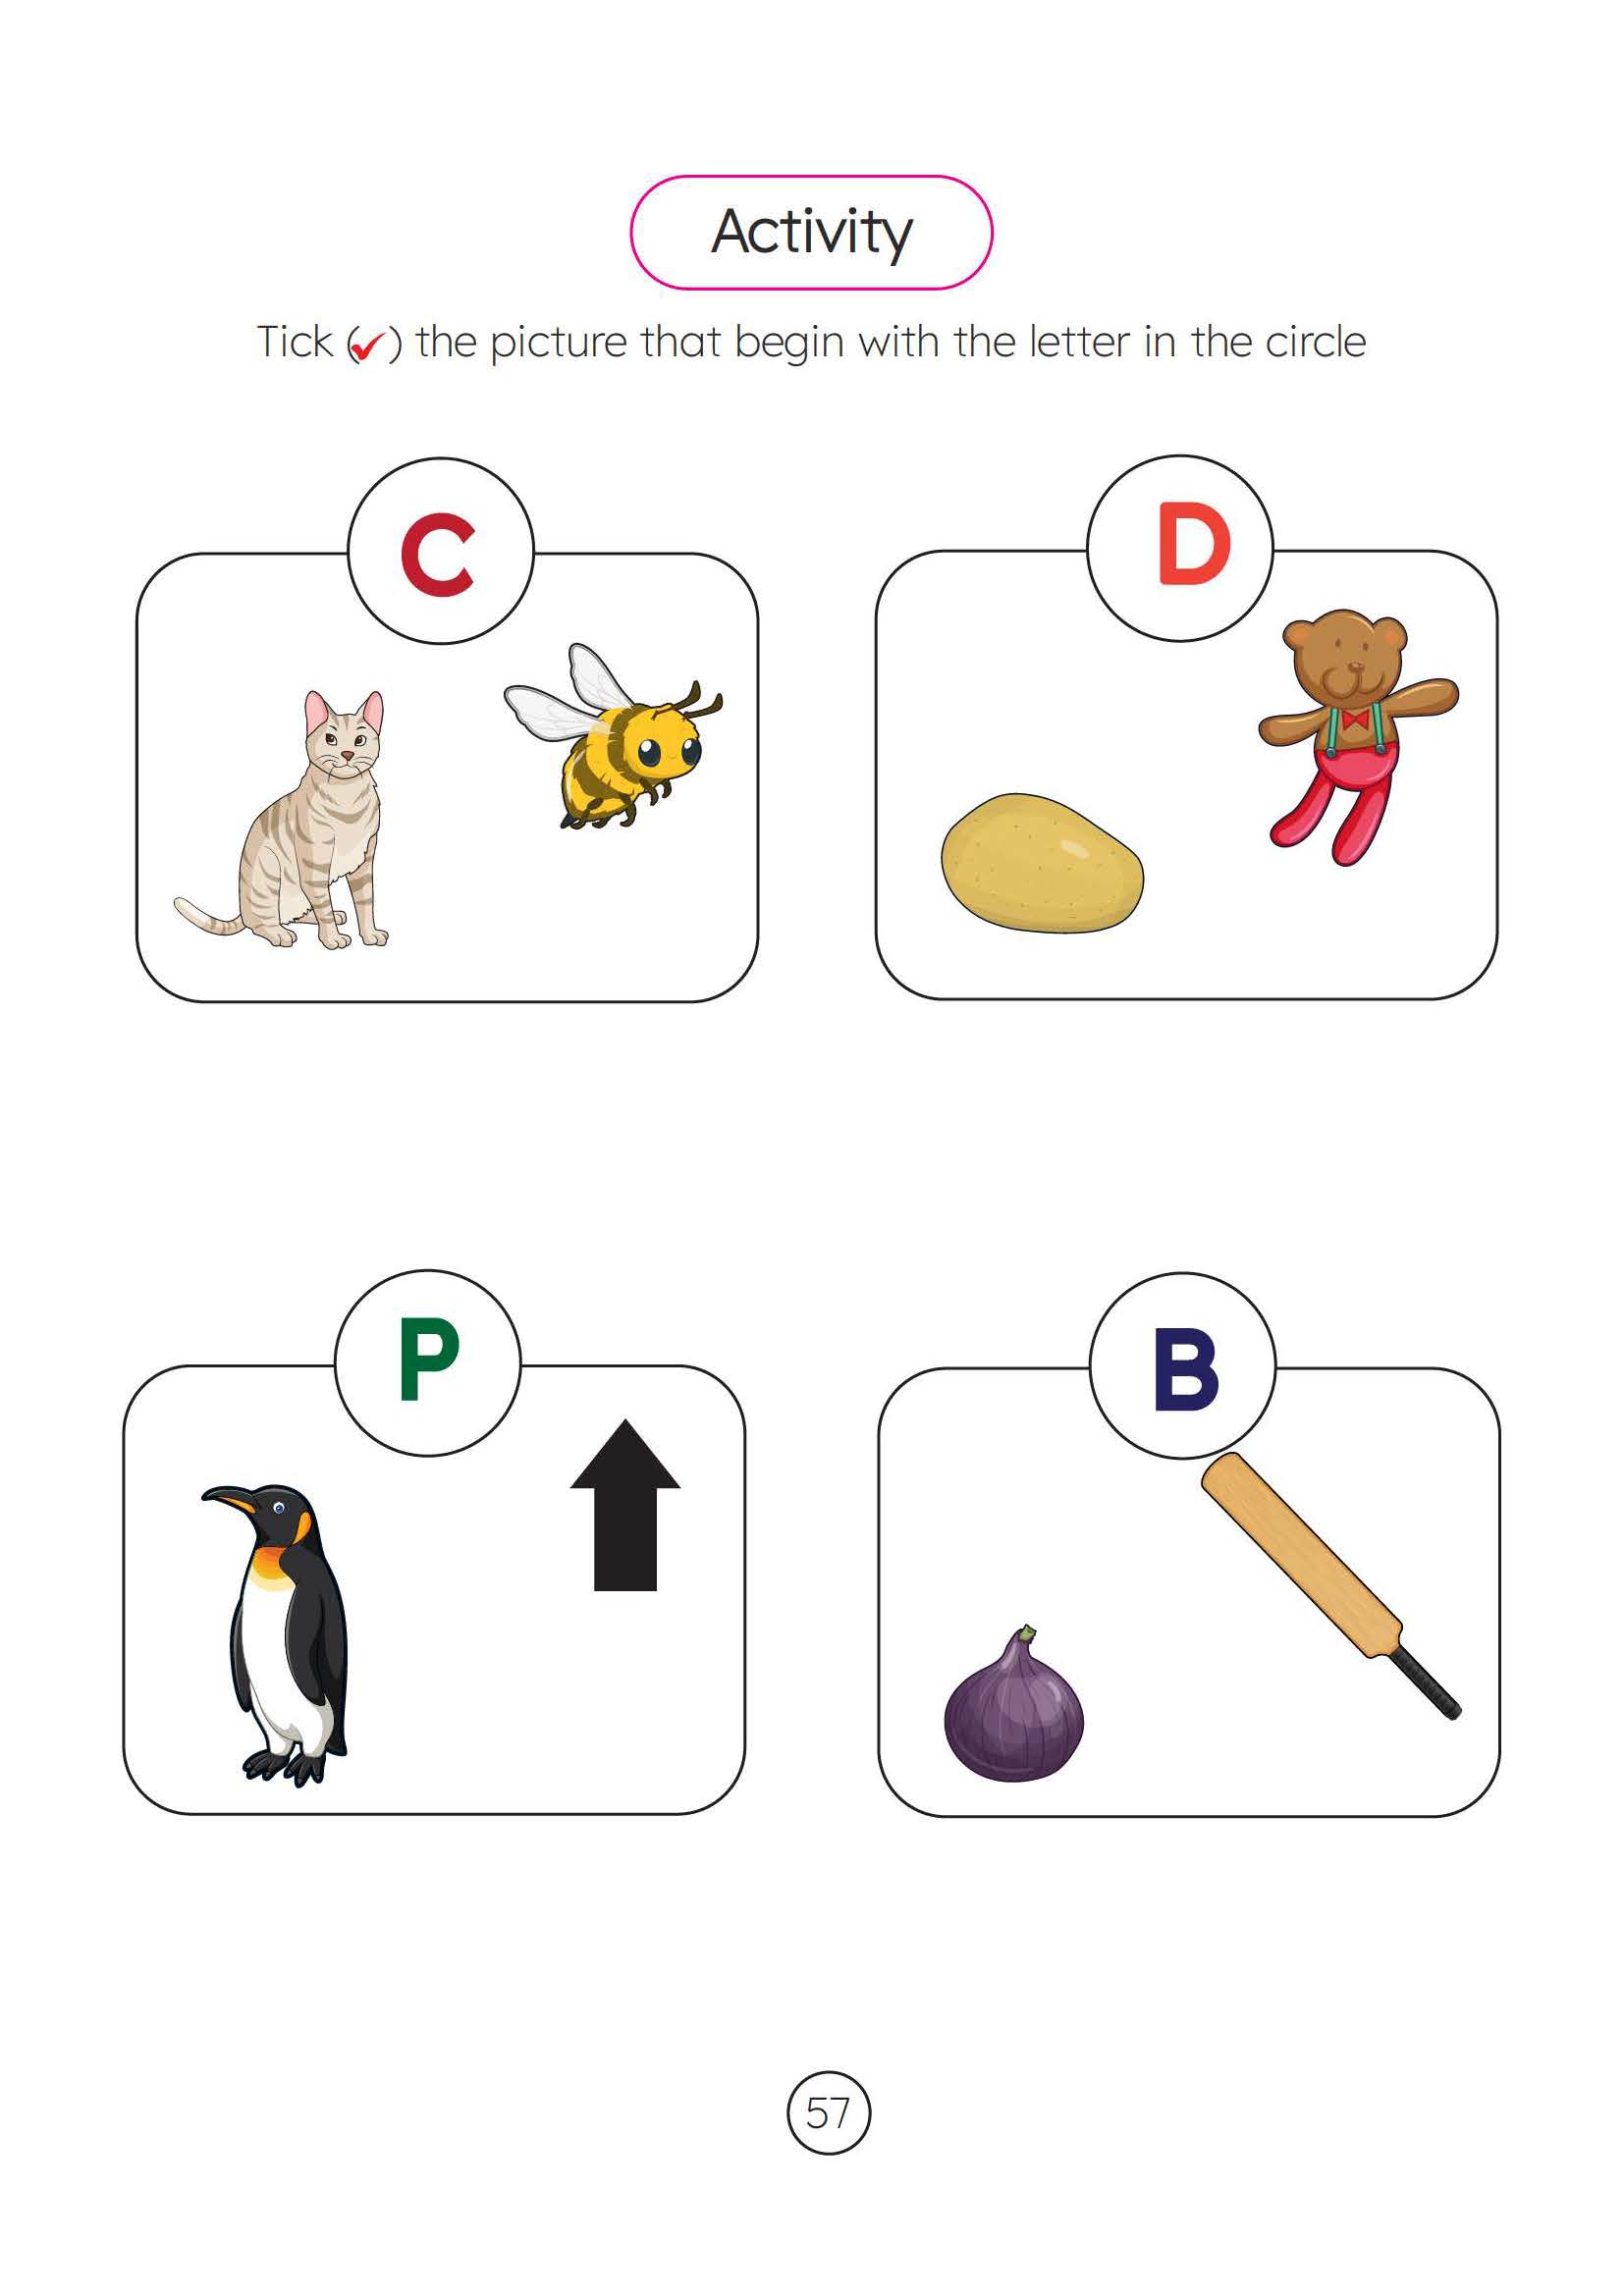 Activity
Tick (✓) the picture that begin with the letter in the circle
C
D
P
B
57